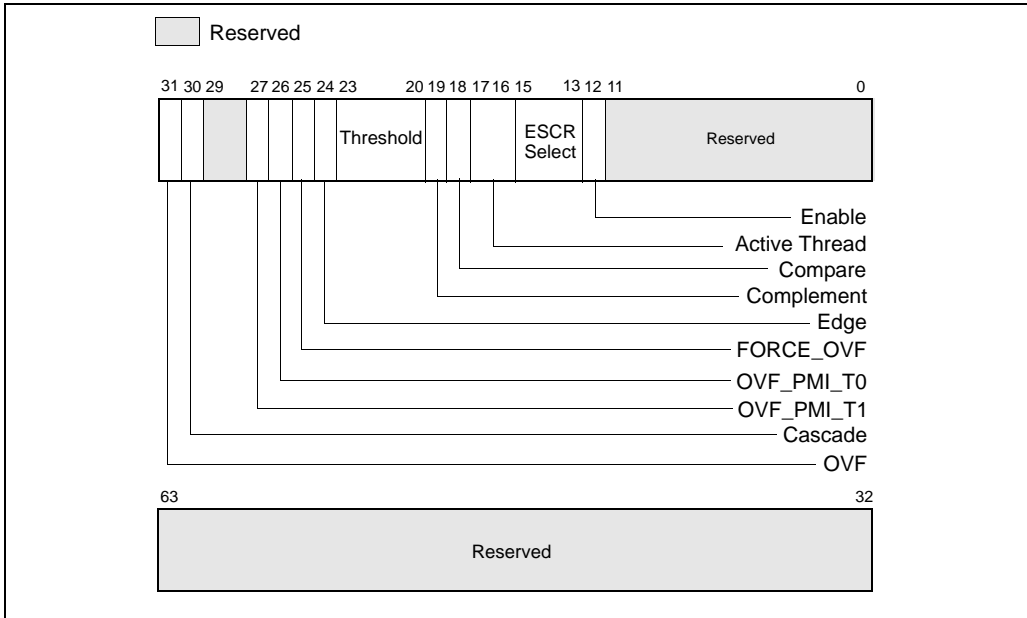 Reserved
31 30 29 27 26 25 24 23 20 19 18 17 16 15 13 12 11 0
Threshold
ESCR
Select
Reserved
Enable
Active Thread
Compare
Complement
Edge
FORCE_OVF
OVF_PMI_T0
OVF_PMI_T1
Cascade
OVF
63 32
Reserved